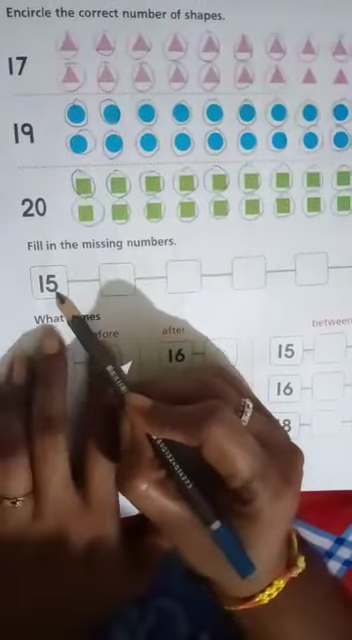 Encircle the correct number of shapes.
17
19
20
Fill in the missing numbers.
15
What
after
between
16
15
16